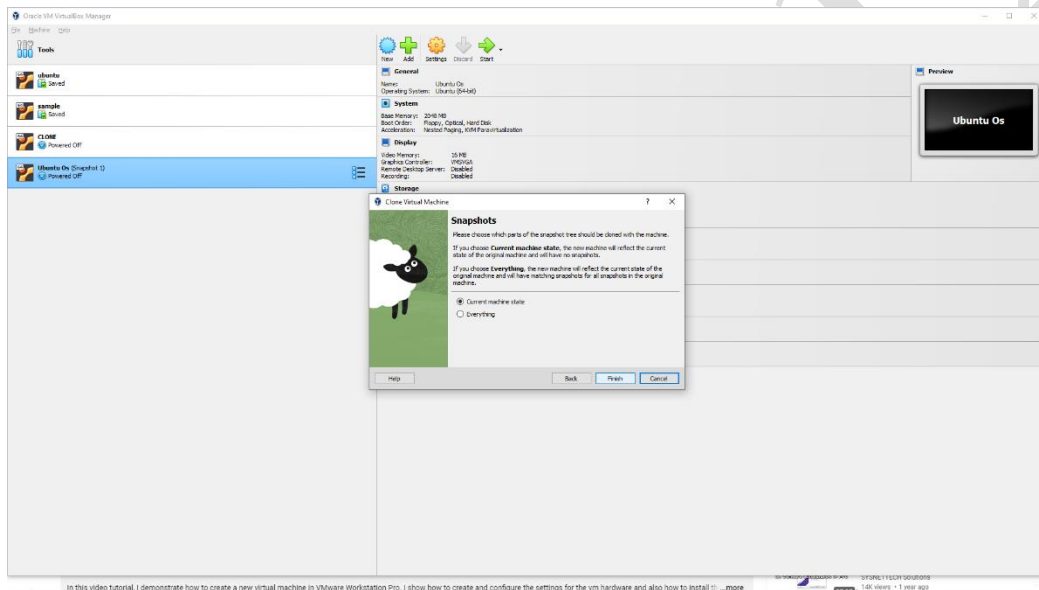 Oracle VM VirtualBox Manager
File Machine Help
Tools
New Add Settings Discard Start
ubuntu
Saved
sample
Saved
CLONE
Powered Off
Ubuntu Os (Snapshot 1)
Powered Off
General
Name: Ubuntu Os
Operating System: Ubuntu (64-bit)
System
Base Memory: 2048 MB
Boot Order: Floppy, Optical, Hard Disk
Acceleration: Nested Paging, KVM Paravirtualization
Display
Video Memory: 16 MB
Graphics Controller: VMSVGA
Remote Desktop Server: Disabled
Recording: Disabled
Storage
Preview
Ubuntu Os
Clone Virtual Machine
Snapshots
Please choose which parts of the snapshot tree should be cloned with the machine.
If you choose Current machine state, the new machine will reflect the current
state of the original machine and will have no snapshots.
If you choose Everything, the new machine will reflect the current state of the
original machine and will have matching snapshots for all snapshots in the original
machine.
Current machine state
Everything
Help Back Finish Cancel
In this video tutorial, I demonstrate how to create a new virtual machine in VMware Workstation Pro. I show how to create and configure the settings for the vm hardware and also how to install ...more
SYSNETTECH Solutions
14K views • 1 year ago